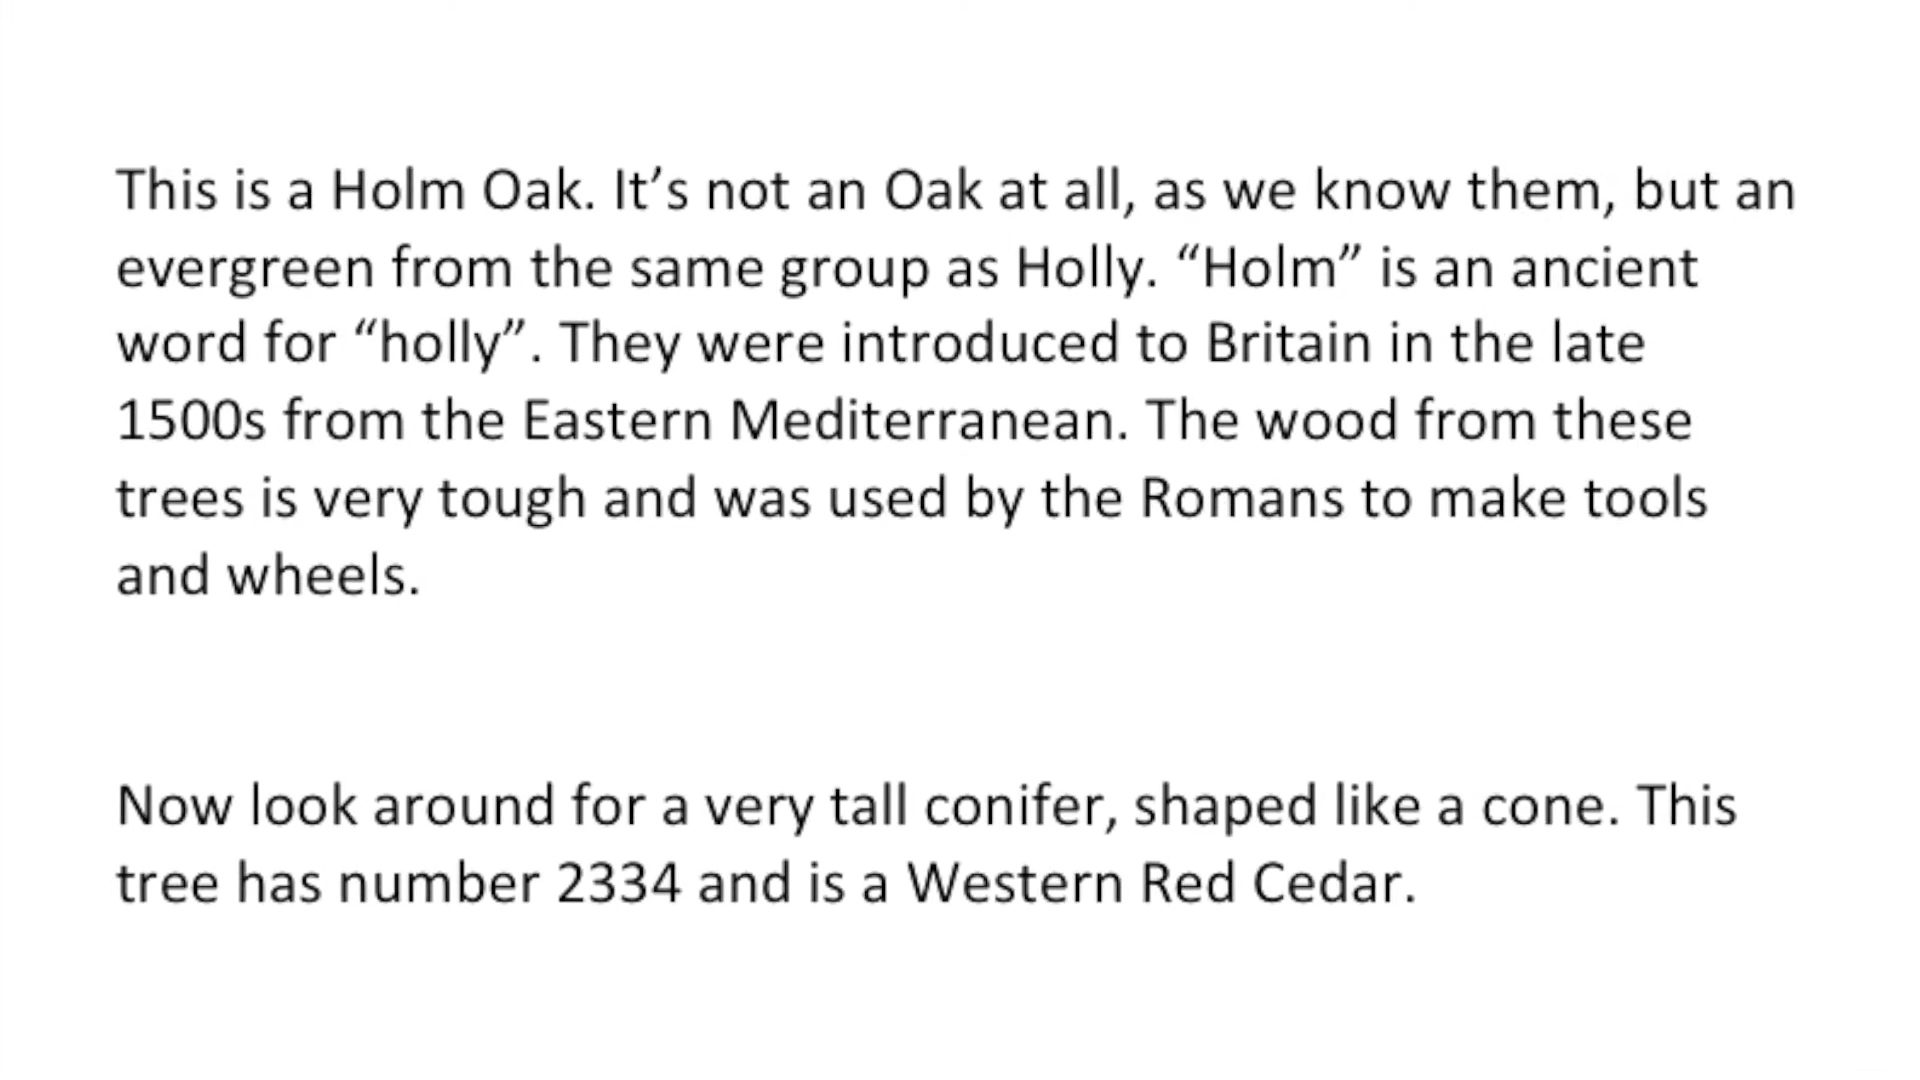 This is a Holm Oak. It’s not an Oak at all, as we know them, but an
evergreen from the same group as Holly. “Holm” is an ancient
word for “holly”. They were introduced to Britain in the late
1500s from the Eastern Mediterranean. The wood from these
trees is very tough and was used by the Romans to make tools
and wheels.
Now look around for a very tall conifer, shaped like a cone. This
tree has number 2334 and is a Western Red Cedar.